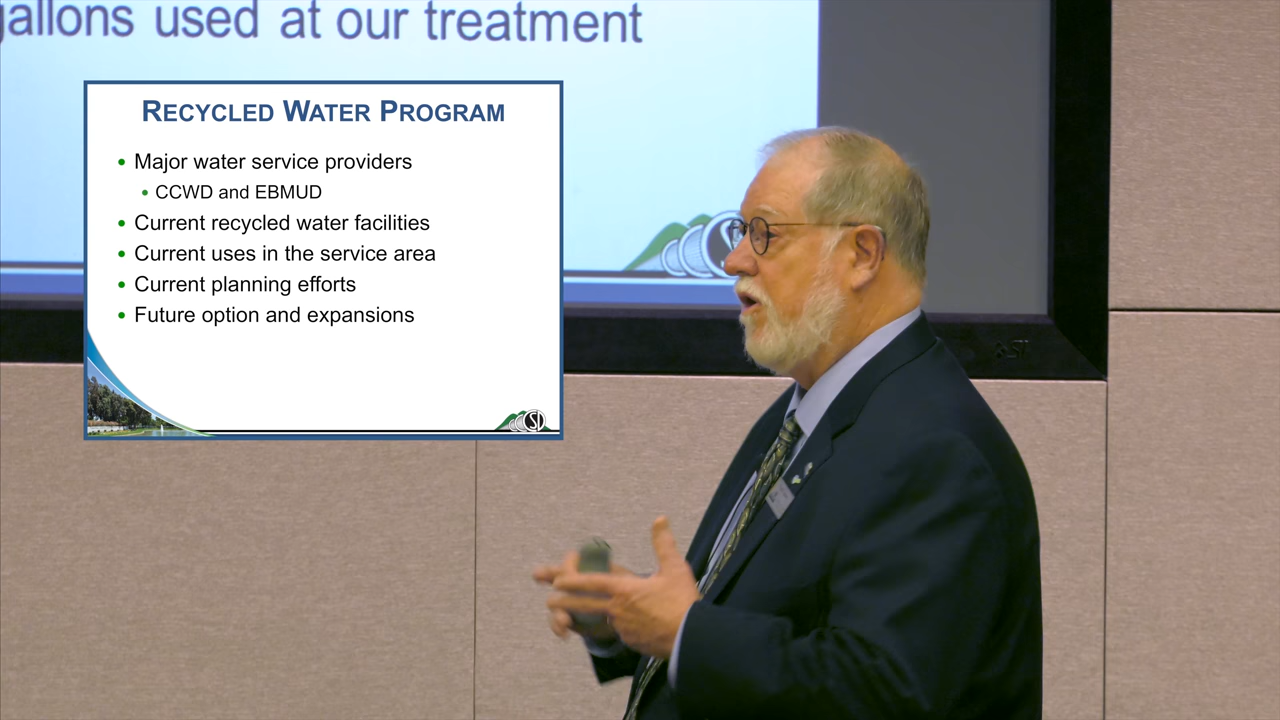 gallons used at our treatment
RECYCLED WATER PROGRAM
• Major water service providers
• CCWD and EBMUD
• Current recycled water facilities
• Current uses in the service area
• Current planning efforts
• Future option and expansions
SD